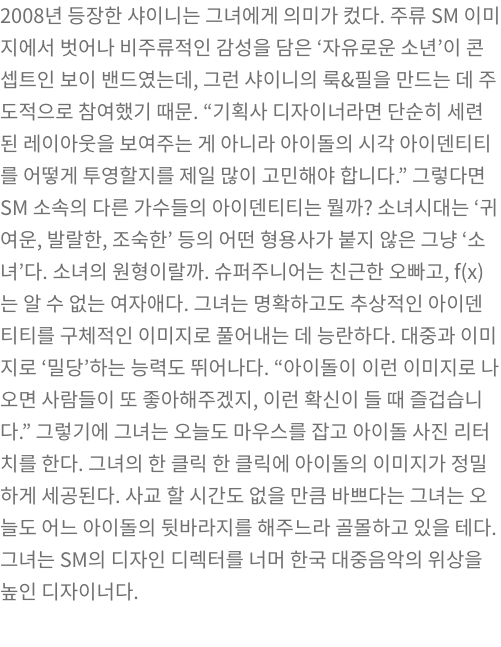 2008년 등장한 샤이니는 그녀에게 의미가 컸다. 주류 SM 이미
지에서 벗어나 비주류적인 감성을 담은 ‘자유로운 소년’이 콘
셉트인 보이 밴드였는데, 그런 샤이니의 룩&필을 만드는 데 주
도적으로 참여했기 때문. “기획사 디자이너라면 단순히 세련
된 레이아웃을 보여주는 게 아니라 아이돌의 시각 아이덴티티
를 어떻게 투영할지를 제일 많이 고민해야 합니다.” 그렇다면
SM 소속의 다른 가수들의 아이덴티티는 뭘까? 소녀시대는 ‘귀
여운, 발랄한, 조숙한’ 등의 어떤 형용사가 붙지 않은 그냥 ‘소
녀’다. 소녀의 원형이랄까. 슈퍼주니어는 친근한 오빠고, f(x)
는 알 수 없는 여자애다. 그녀는 명확하고도 추상적인 아이덴
티티를 구체적인 이미지로 풀어내는 데 능란하다. 대중과 이미
지로 ‘밀당’하는 능력도 뛰어나다. “아이돌이 이런 이미지로 나
오면 사람들이 또 좋아해주겠지, 이런 확신이 들 때 즐겁습니
다.” 그렇기에 그녀는 오늘도 마우스를 잡고 아이돌 사진 리터
치를 한다. 그녀의 한 클릭 한 클릭에 아이돌의 이미지가 정밀
하게 세공된다. 사교 할 시간도 없을 만큼 바쁘다는 그녀는 오
늘도 어느 아이돌의 뒷바라지를 해주느라 골몰하고 있을 테다.
그녀는 SM의 디자인 디렉터를 너머 한국 대중음악의 위상을
높인 디자이너다.